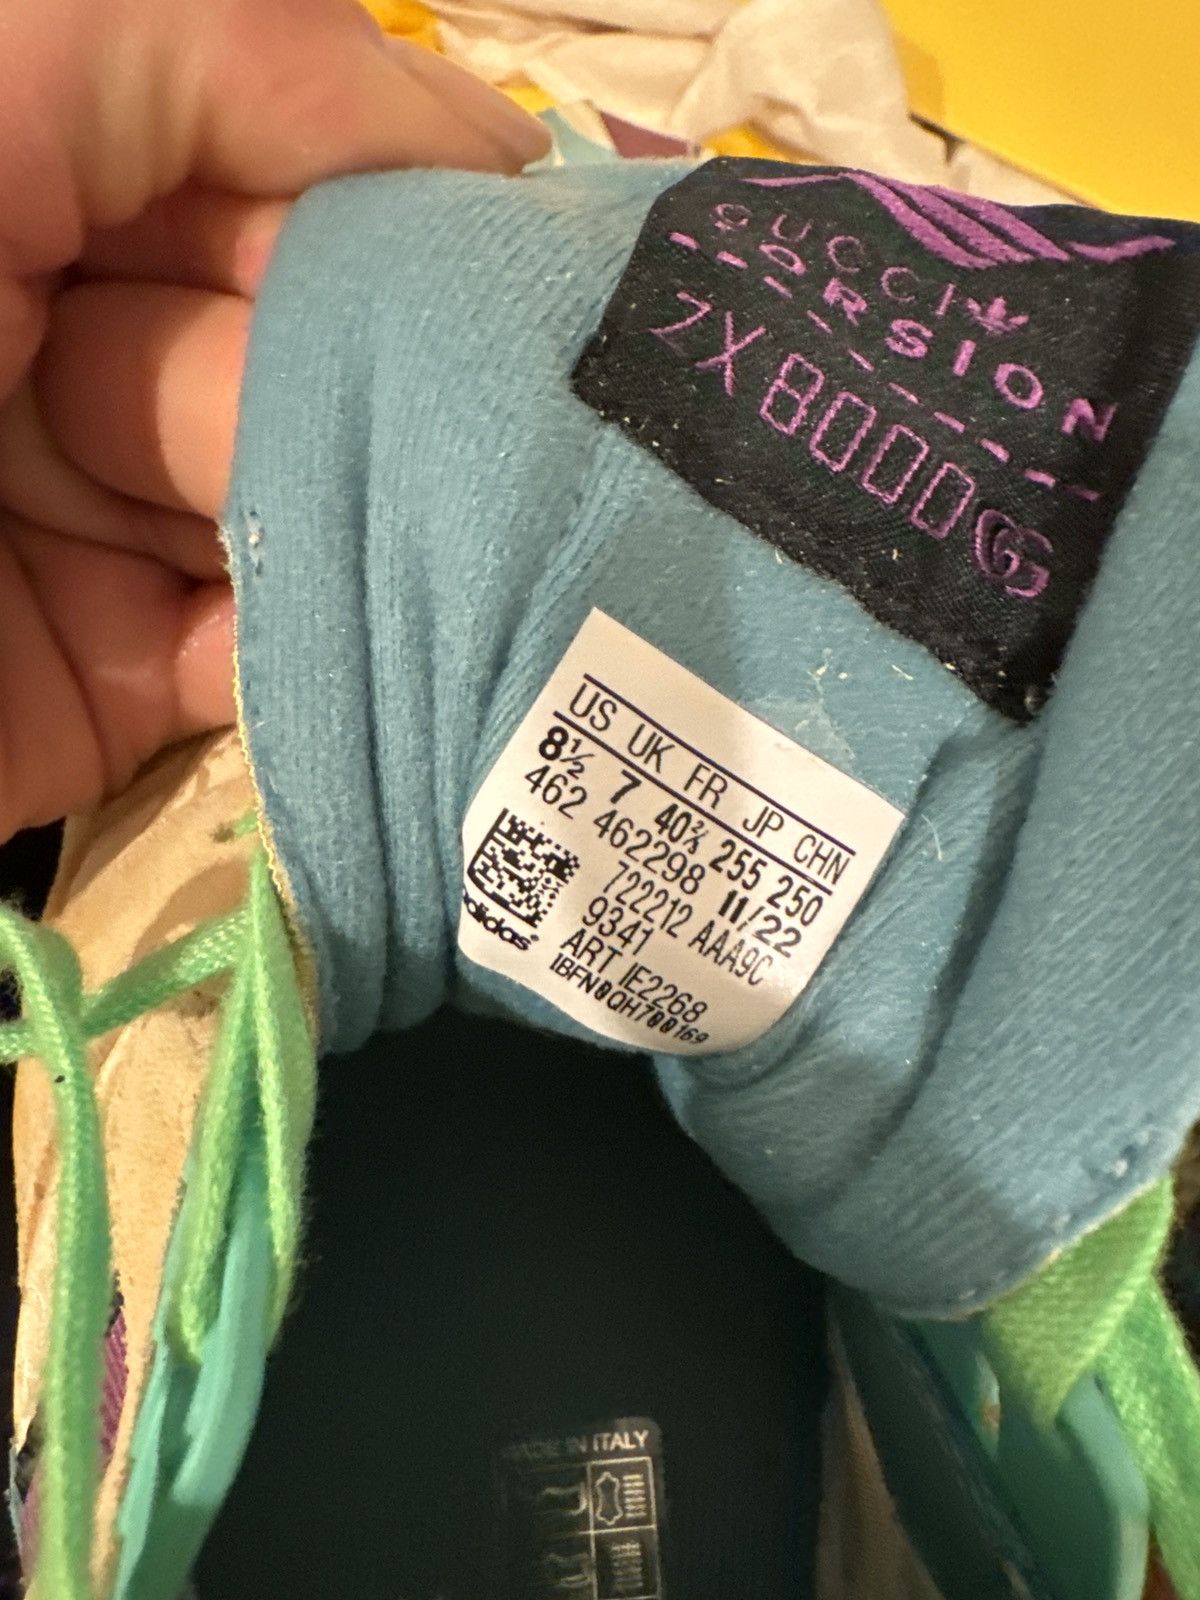 GUCCI
ORSION
ZX8000G
US UK FR JP CHN
8½ 7 40⅔ 255 250
462 462298 11/22
722212 AAA9C
9341
ART IE2268
IBFN0QH700169
adidas
MADE IN ITALY